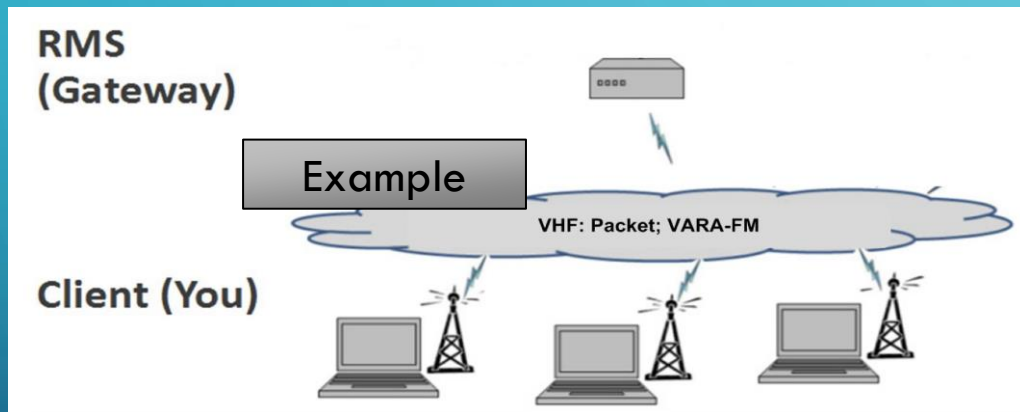 RMS
(Gateway)
Example
VHF: Packet; VARA-FM
Client (You)